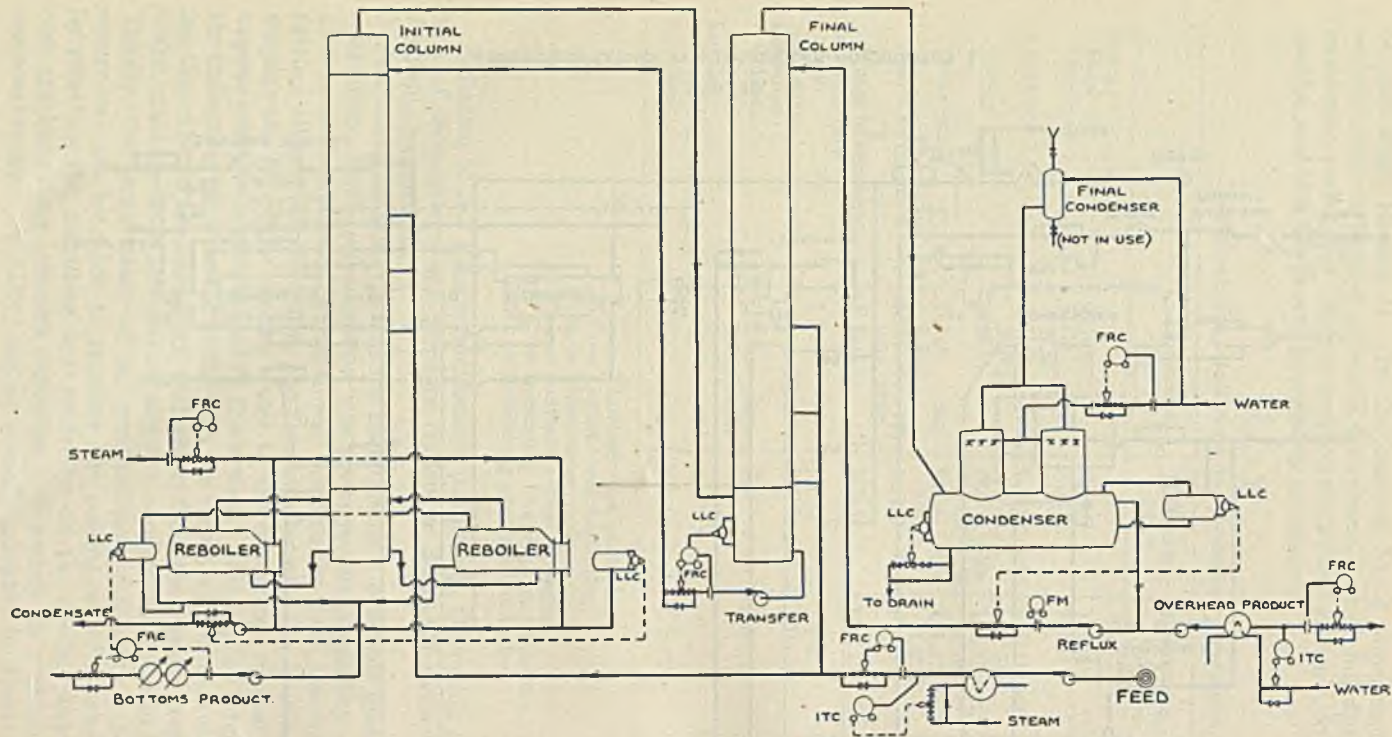 INITIAL
COLUMN
FINAL
COLUMN
FINAL
CONDENSER
(NOT IN USE)
FRC
WATER
FRC
STEAM
LLC
REBOILER
REBOILER
LLC
LLC
FRC
TRANSFER
LLC
CONDENSER
LLC
TO DRAIN
FM
REFLUX
OVERHEAD PRODUCT
FRC
ITC
WATER
CONDENSATE
FRC
BOTTOMS PRODUCT.
FRC
ITC
STEAM
FEED